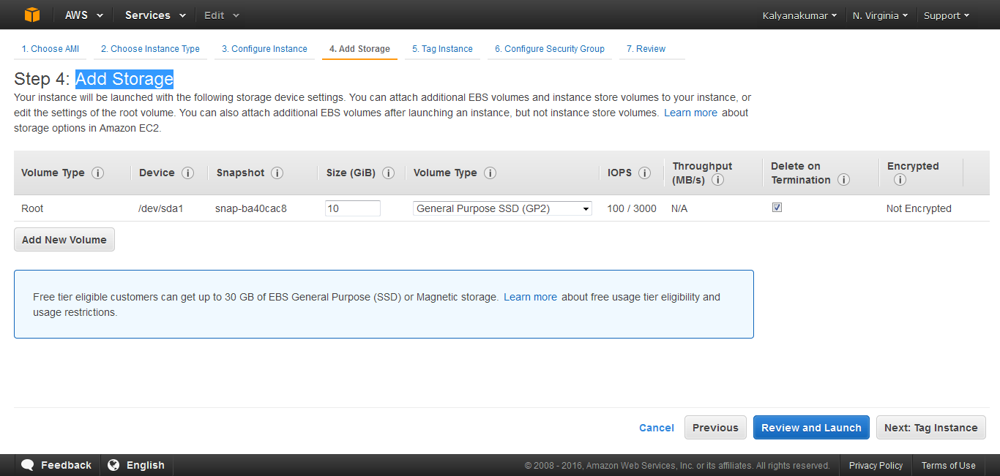 AWS Services Edit Kalyanakumar N. Virginia Support
1. Choose AMI 2. Choose Instance Type 3. Configure Instance 4. Add Storage 5. Tag Instance 6. Configure Security Group 7. Review
Step 4: Add Storage
Your instance will be launched with the following storage device settings. You can attach additional EBS volumes and instance store volumes to your instance, or
edit the settings of the root volume. You can also attach additional EBS volumes after launching an instance, but not instance store volumes. Learn more about
storage options in Amazon EC2.
Volume Type i Device i Snapshot i Size (GiB) i Volume Type i IOPS i Throughput (MB/s) i Delete on Termination i Encrypted i
Root /dev/sda1 snap-ba40cac8 10 General Purpose SSD (GP2) 100 / 3000 N/A Not Encrypted
Add New Volume
Free tier eligible customers can get up to 30 GB of EBS General Purpose (SSD) or Magnetic storage. Learn more about free usage tier eligibility and
usage restrictions.
Cancel Previous Review and Launch Next: Tag Instance
Feedback English © 2008 - 2016, Amazon Web Services, Inc. or its affiliates. All rights reserved. Privacy Policy Terms of Use